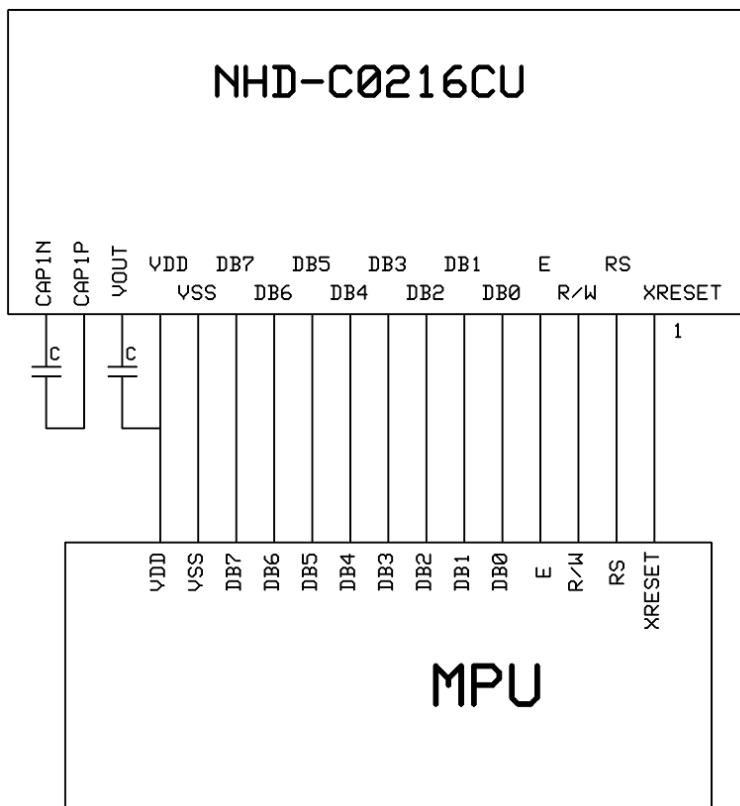 NHD-C0216CU
CAP1N CAP1P VOUT VDD DB7 DB5 DB3 DB1 E RS
VSS DB6 DB4 DB2 DB0 R/W XRESET
1
C C
VDD VSS DB7 DB6 DB5 DB4 DB3 DB2 DB1 DB0 E R/W RS XRESET
MPU